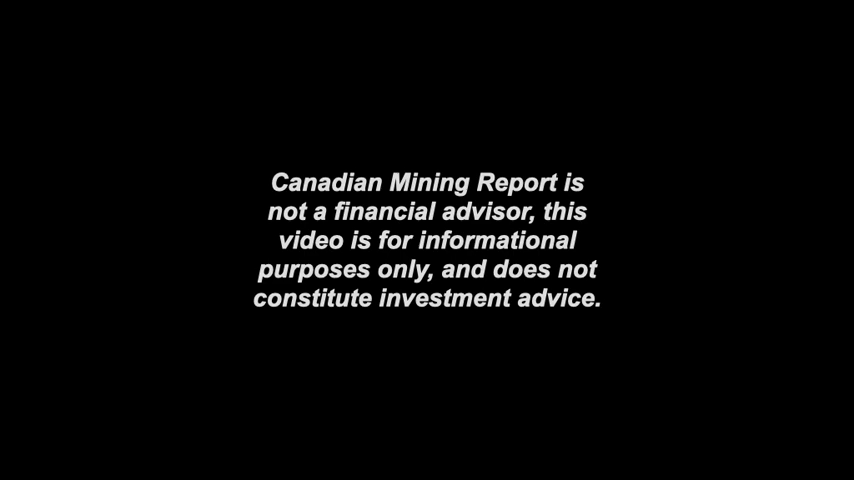 Canadian Mining Report is
not a financial advisor, this
video is for informational
purposes only, and does not
constitute investment advice.